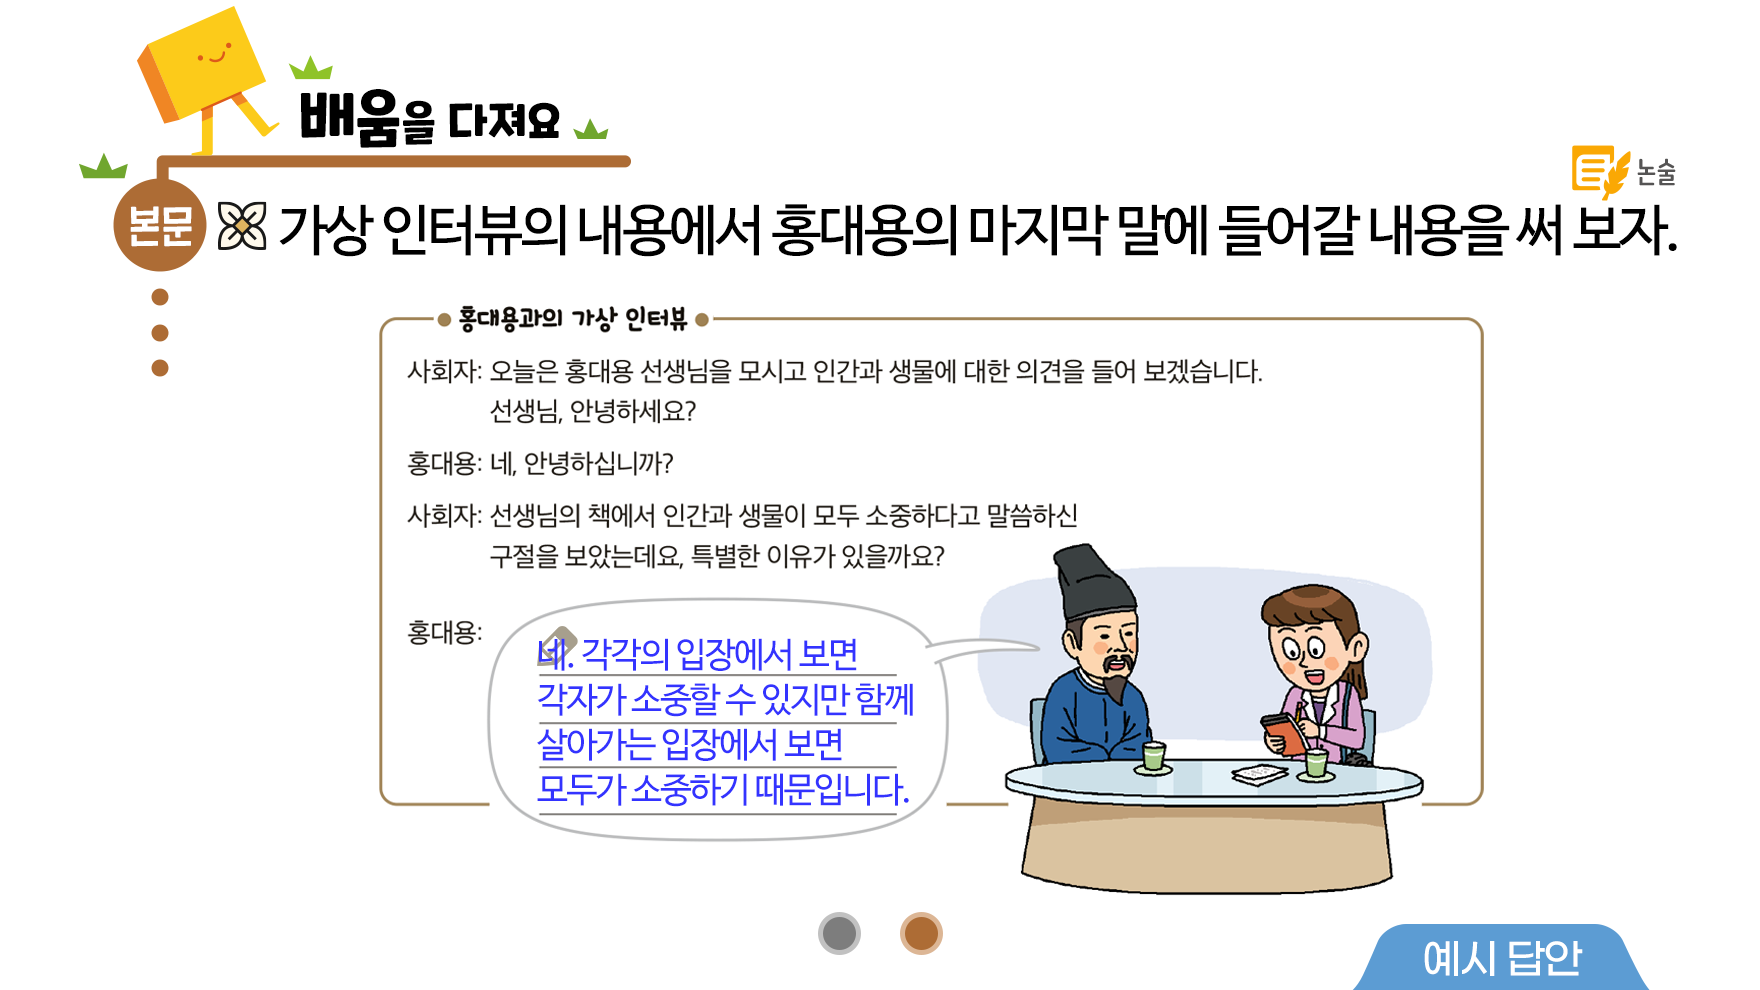 배움을 다져요
논술
본문 가상 인터뷰의 내용에서 홍대용의 마지막 말에 들어갈 내용을 써 보자.
홍대용과의 가상 인터뷰
사회자: 오늘은 홍대용 선생님을 모시고 인간과 생물에 대한 의견을 들어 보겠습니다.
선생님, 안녕하세요?
홍대용: 네, 안녕하십니까?
사회자: 선생님의 책에서 인간과 생물이 모두 소중하다고 말씀하신
구절을 보았는데요, 특별한 이유가 있을까요?
홍대용:
네. 각각의 입장에서 보면
각자가 소중할 수 있지만 함께
살아가는 입장에서 보면
모두가 소중하기 때문입니다.
예시 답안